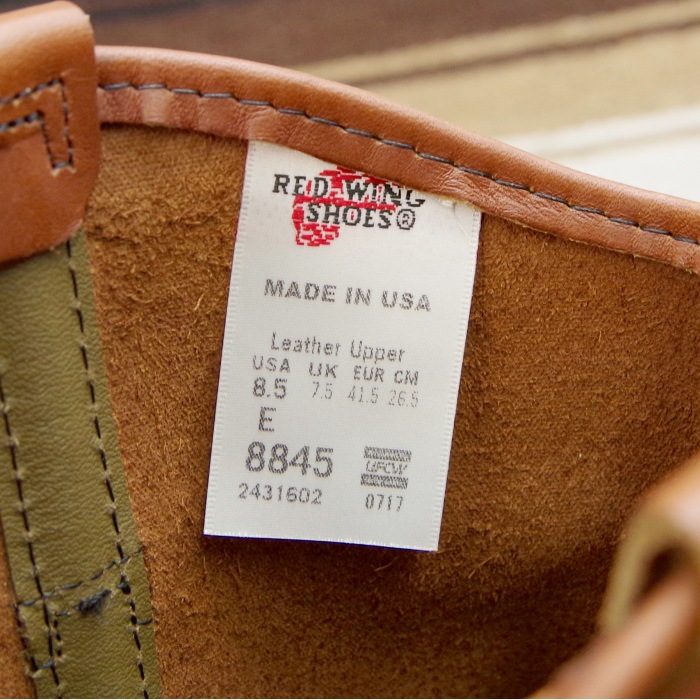 RED WING
SHOES®
MADE IN USA
Leather Upper
USA UK EUR CM
8.5 7.5 41.5 26.5
E
8845
UFCW
2431602 0717